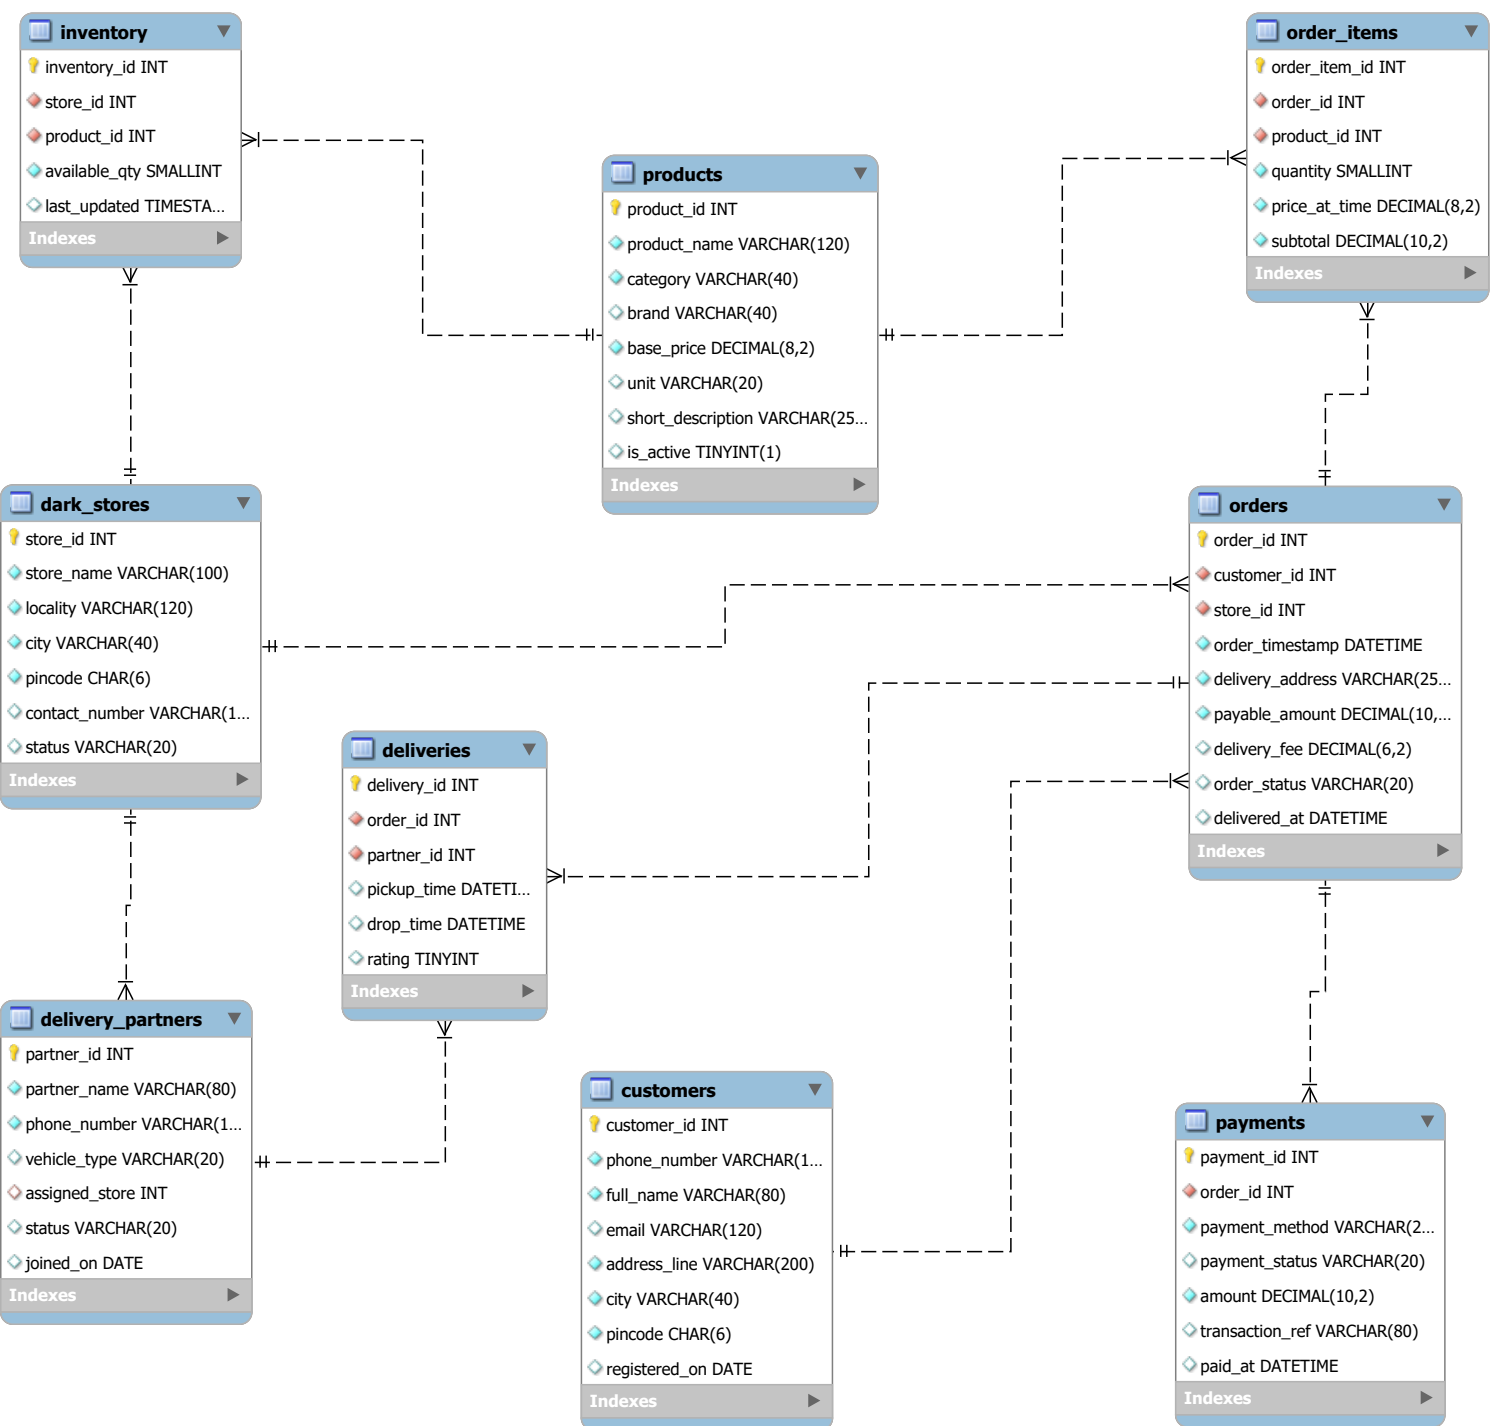 inventory
inventory_id INT
store_id INT
product_id INT
available_qty SMALLINT
last_updated TIMESTA...
Indexes
order_items
order_item_id INT
order_id INT
product_id INT
quantity SMALLINT
price_at_time DECIMAL(8,2)
subtotal DECIMAL(10,2)
Indexes
products
product_id INT
product_name VARCHAR(120)
category VARCHAR(40)
brand VARCHAR(40)
base_price DECIMAL(8,2)
unit VARCHAR(20)
short_description VARCHAR(25...
is_active TINYINT(1)
Indexes
dark_stores
store_id INT
store_name VARCHAR(100)
locality VARCHAR(120)
city VARCHAR(40)
pincode CHAR(6)
contact_number VARCHAR(1...
status VARCHAR(20)
Indexes
orders
order_id INT
customer_id INT
store_id INT
order_timestamp DATETIME
delivery_address VARCHAR(25...
payable_amount DECIMAL(10,...
delivery_fee DECIMAL(6,2)
order_status VARCHAR(20)
delivered_at DATETIME
Indexes
deliveries
delivery_id INT
order_id INT
partner_id INT
pickup_time DATETI...
drop_time DATETIME
rating TINYINT
Indexes
delivery_partners
partner_id INT
partner_name VARCHAR(80)
phone_number VARCHAR(1...
vehicle_type VARCHAR(20)
assigned_store INT
status VARCHAR(20)
joined_on DATE
Indexes
customers
customer_id INT
phone_number VARCHAR(1...
full_name VARCHAR(80)
email VARCHAR(120)
address_line VARCHAR(200)
city VARCHAR(40)
pincode CHAR(6)
registered_on DATE
Indexes
payments
payment_id INT
order_id INT
payment_method VARCHAR(2...
payment_status VARCHAR(20)
amount DECIMAL(10,2)
transaction_ref VARCHAR(80)
paid_at DATETIME
Indexes